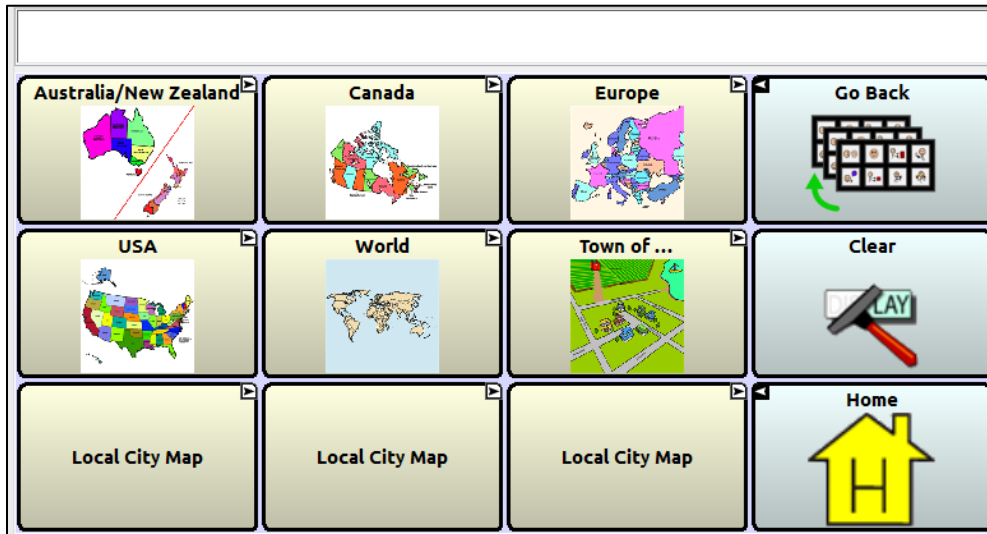 Australia/New Zealand
Canada
Europe
Go Back
USA
World
Town of ...
Clear
DISPLAY
Local City Map
Local City Map
Local City Map
Home
H